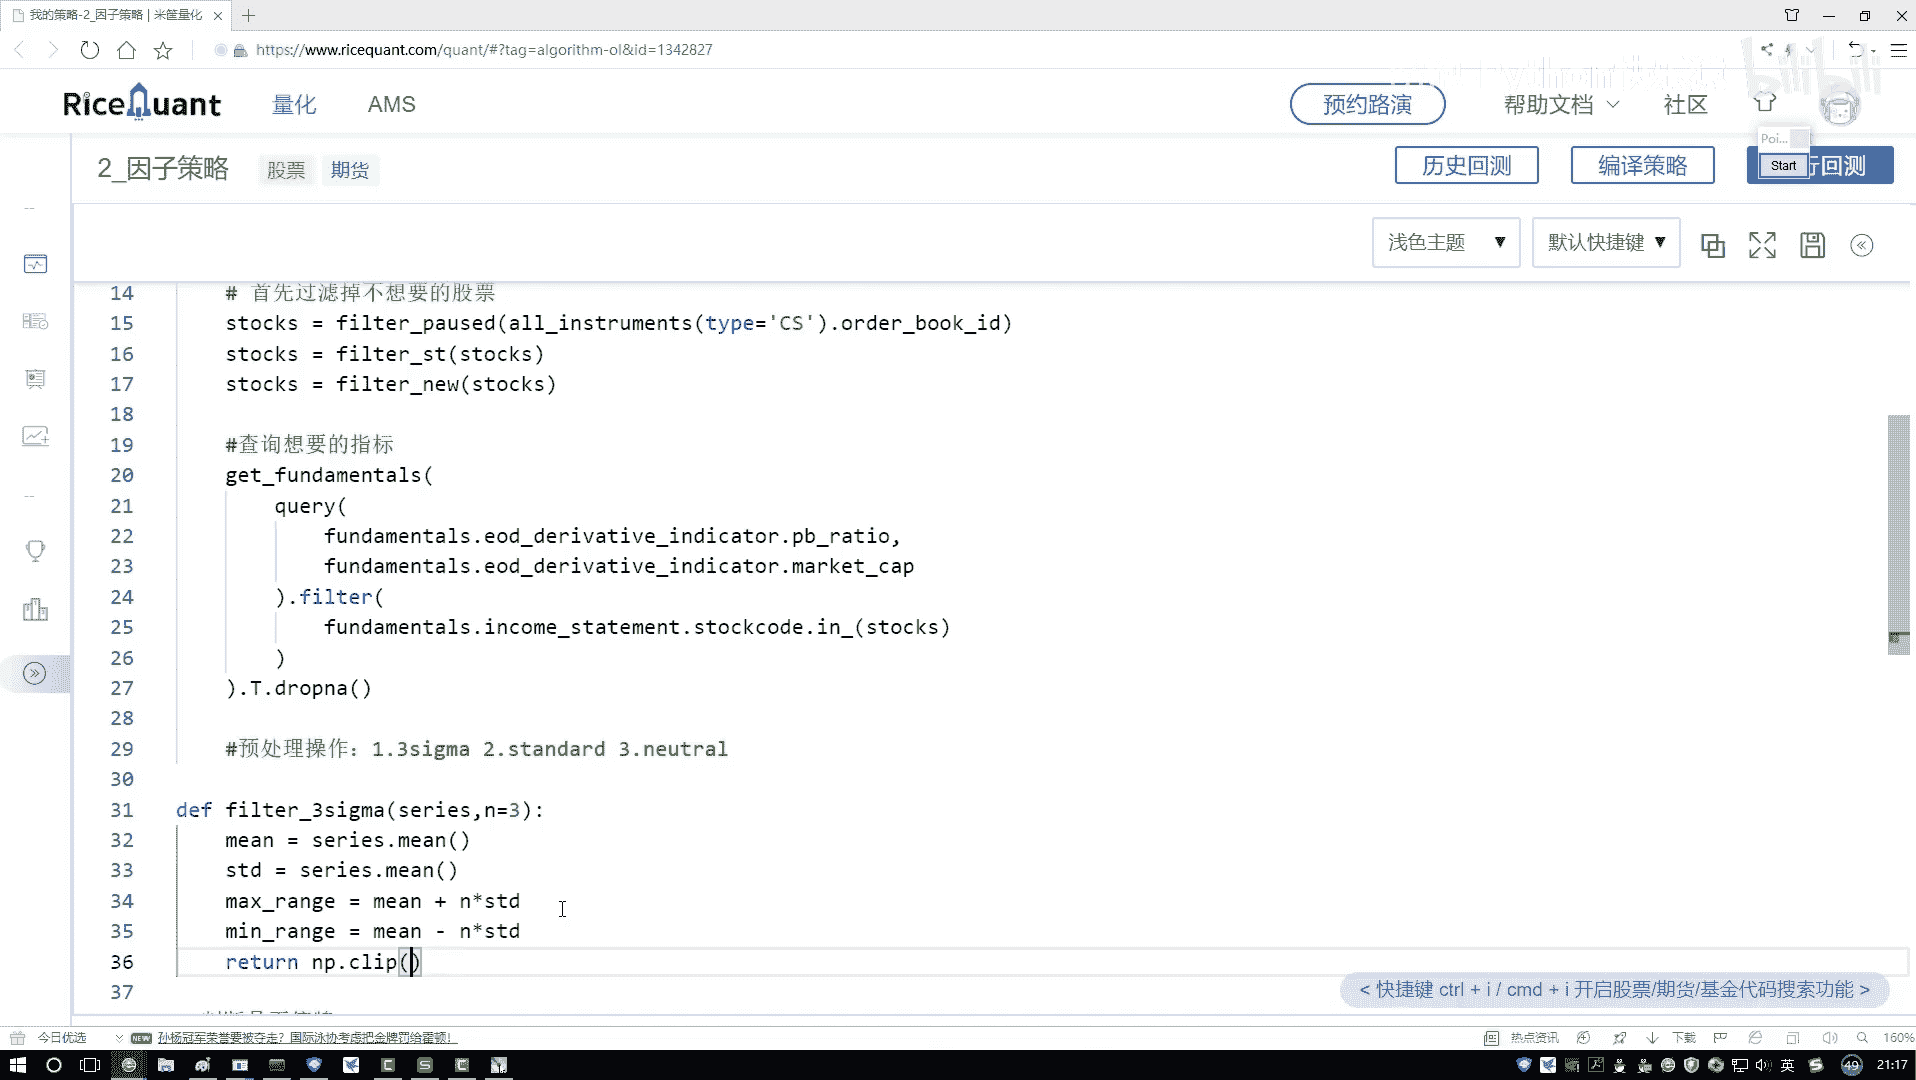 我的策略-2_因子策略 | 米筐量化
https://www.ricequant.com/quant/#?tag=algorithm-ol&id=1342827
RiceQuant 量化 AMS 预约路演 帮助文档 社区
Poi...
2_因子策略 股票 期货 历史回测 编译策略 Start 行回测
浅色主题 默认快捷键
14 # 首先过滤掉不想要的股票
15 stocks = filter_paused(all_instruments(type='CS').order_book_id)
16 stocks = filter_st(stocks)
17 stocks = filter_new(stocks)
18
19 #查询想要的指标
20 get_fundamentals(
21 query(
22 fundamentals.eod_derivative_indicator.pb_ratio,
23 fundamentals.eod_derivative_indicator.market_cap
24 ).filter(
25 fundamentals.income_statement.stockcode.in_(stocks)
26 )
27 ).T.dropna()
28
29 #预处理操作：1.3sigma 2.standard 3.neutral
30
31 def filter_3sigma(series,n=3):
32 mean = series.mean()
33 std = series.mean()
34 max_range = mean + n*std
35 min_range = mean - n*std
36 return np.clip()
37
< 快捷键 ctrl + i / cmd + i 开启股票/期货/基金代码搜索功能 >
今日优选 NEW 孙杨冠军荣誉要被夺走？国际泳协考虑把金牌罚给霍顿！ 热点资讯 下载 160%
英 49 21:17